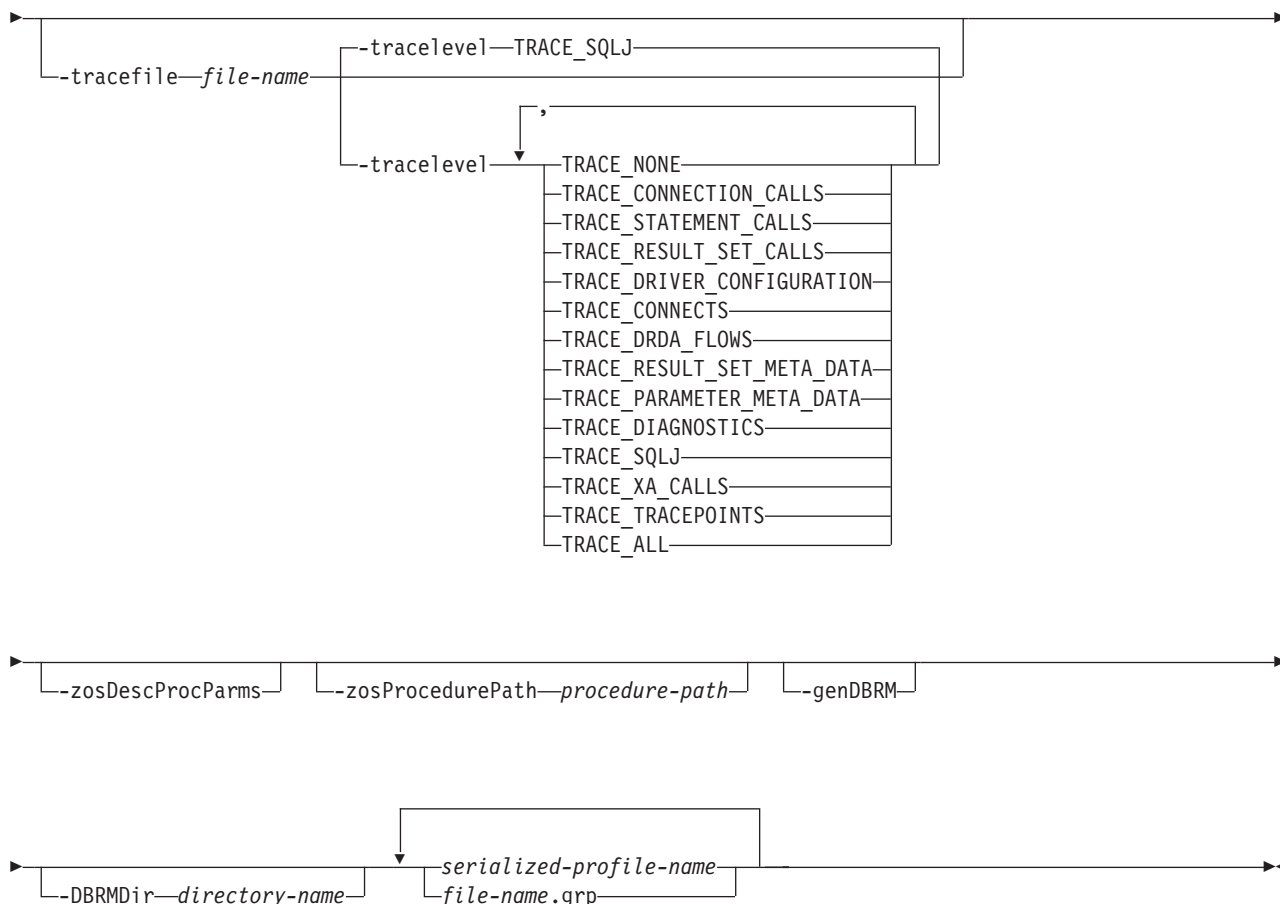 -tracelevel TRACE_SQLJ
-tracefile file-name
,
-tracelevel TRACE_NONE
TRACE_CONNECTION_CALLS
TRACE_STATEMENT_CALLS
TRACE_RESULT_SET_CALLS
TRACE_DRIVER_CONFIGURATION
TRACE_CONNECTS
TRACE_DRDA_FLOWS
TRACE_RESULT_SET_META_DATA
TRACE_PARAMETER_META_DATA
TRACE_DIAGNOSTICS
TRACE_SQLJ
TRACE_XA_CALLS
TRACE_TRACEPOINTS
TRACE_ALL
-zosDescProcParms -zosProcedurePath procedure-path -genDBRM
serialized-profile-name
-DBRMDir directory-name file-name.grp